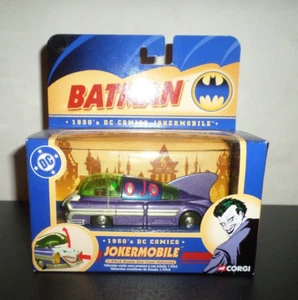 BATMAN
1950's DC COMICS JOKERMOBILE
DC
1950's DC COMICS
JOKERMOBILE
CORGI